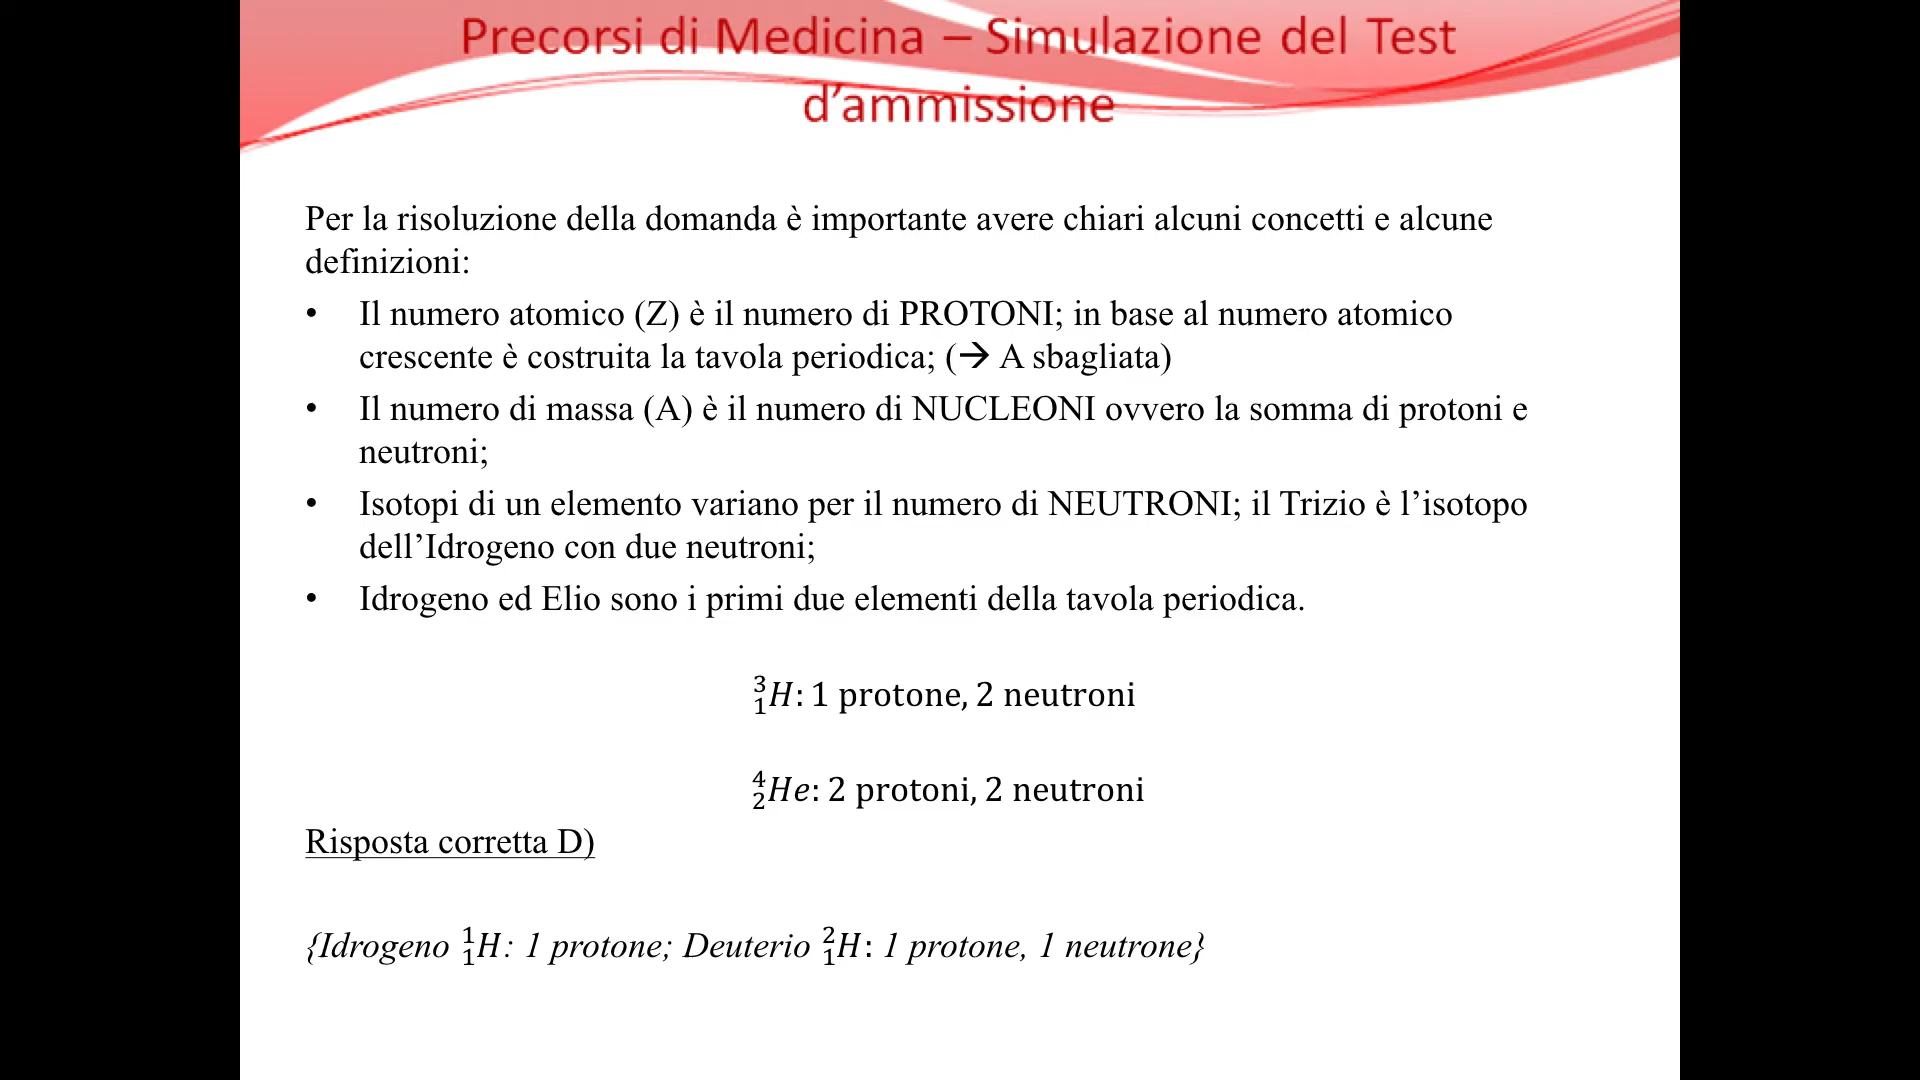 Precorsi di Medicina – Simulazione del Test
d’ammissione
Per la risoluzione della domanda è importante avere chiari alcuni concetti e alcune
definizioni:
• Il numero atomico (Z) è il numero di PROTONI; in base al numero atomico
crescente è costruita la tavola periodica; (→ A sbagliata)
• Il numero di massa (A) è il numero di NUCLEONI ovvero la somma di protoni e
neutroni;
• Isotopi di un elemento variano per il numero di NEUTRONI; il Trizio è l’isotopo
dell’Idrogeno con due neutroni;
• Idrogeno ed Elio sono i primi due elementi della tavola periodica.
³₁H: 1 protone, 2 neutroni
⁴₂He: 2 protoni, 2 neutroni
Risposta corretta D)
{Idrogeno ¹₁H: 1 protone; Deuterio ²₁H: 1 protone, 1 neutrone}